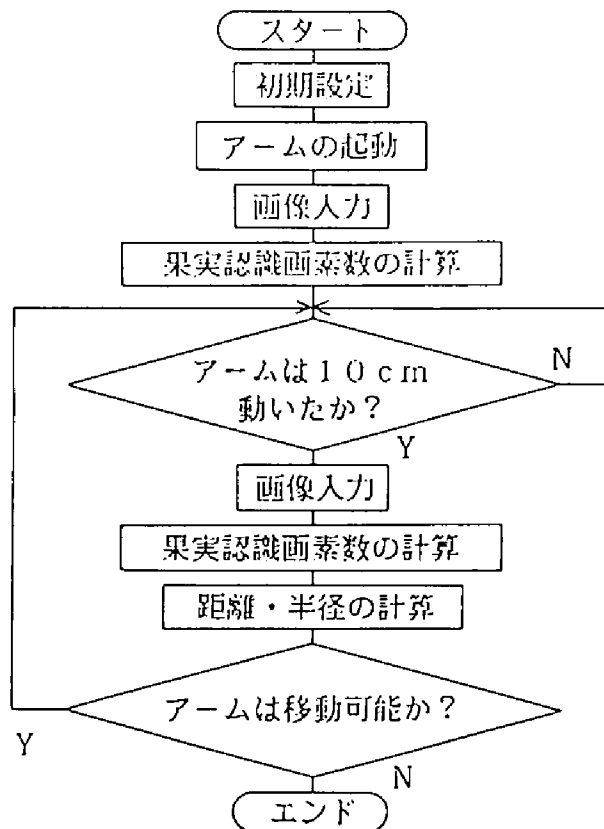 スタート
初期設定
アームの起動
画像入力
果実認識画素数の計算
アームは１０ｃｍ
動いたか？
N
Y
画像入力
果実認識画素数の計算
距離・半径の計算
アームは移動可能か？
Y
N
エンド